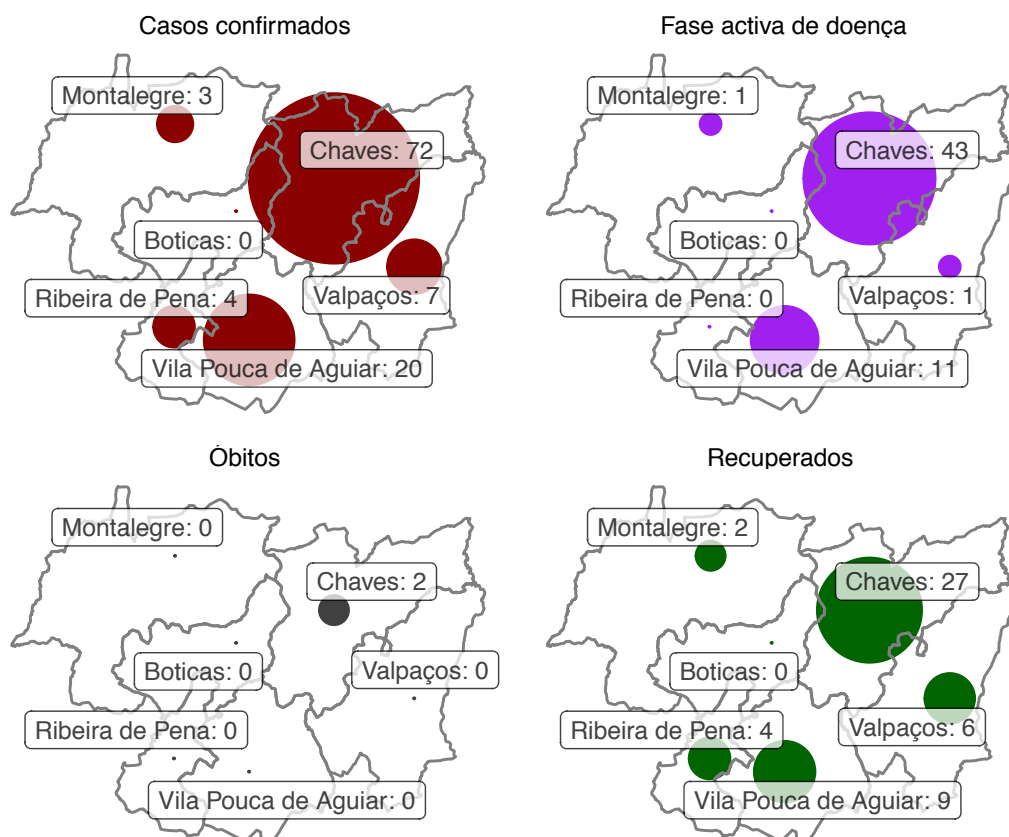 Casos confirmados
Montalegre: 3
Chaves: 72
Boticas: 0
Ribeira de Pena: 4
Valpaços: 7
Vila Pouca de Aguiar: 20
Fase activa de doença
Montalegre: 1
Chaves: 43
Boticas: 0
Ribeira de Pena: 0
Valpaços: 1
Vila Pouca de Aguiar: 11
Óbitos
Montalegre: 0
Chaves: 2
Boticas: 0
Valpaços: 0
Ribeira de Pena: 0
Vila Pouca de Aguiar: 0
Recuperados
Montalegre: 2
Chaves: 27
Boticas: 0
Ribeira de Pena: 4
Valpaços: 6
Vila Pouca de Aguiar: 9